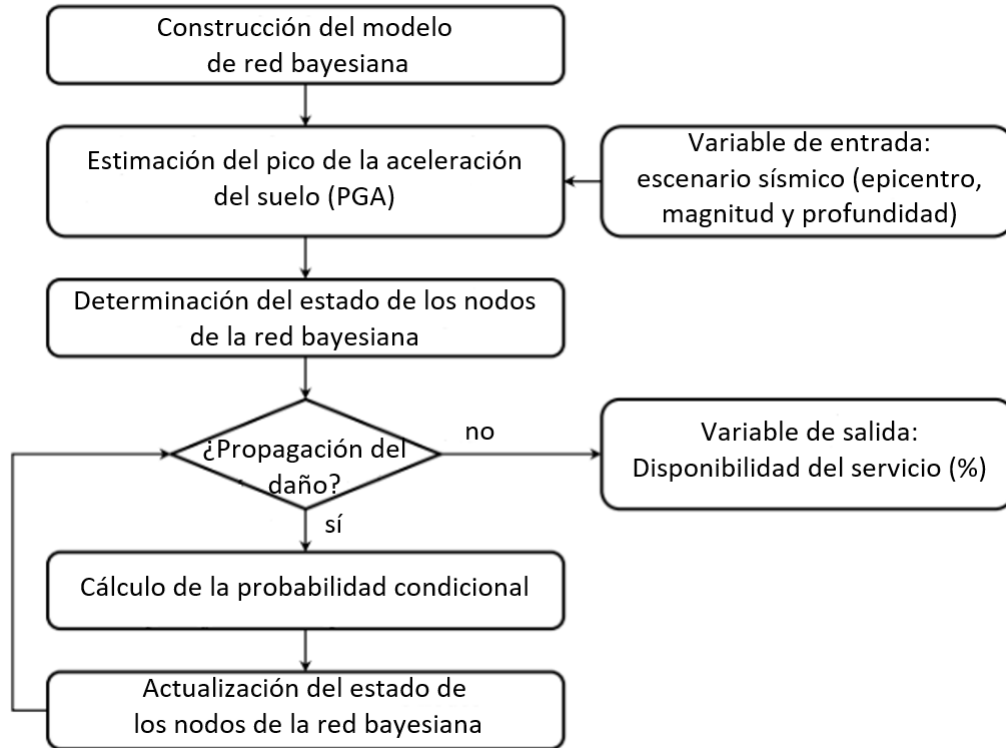 Construcción del modelo
de red bayesiana
Estimación del pico de la aceleración
del suelo (PGA)
Variable de entrada:
escenario sísmico (epicentro,
magnitud y profundidad)
Determinación del estado de los nodos
de la red bayesiana
¿Propagación del
daño?
no
Variable de salida:
Disponibilidad del servicio (%)
sí
Cálculo de la probabilidad condicional
Actualización del estado de
los nodos de la red bayesiana